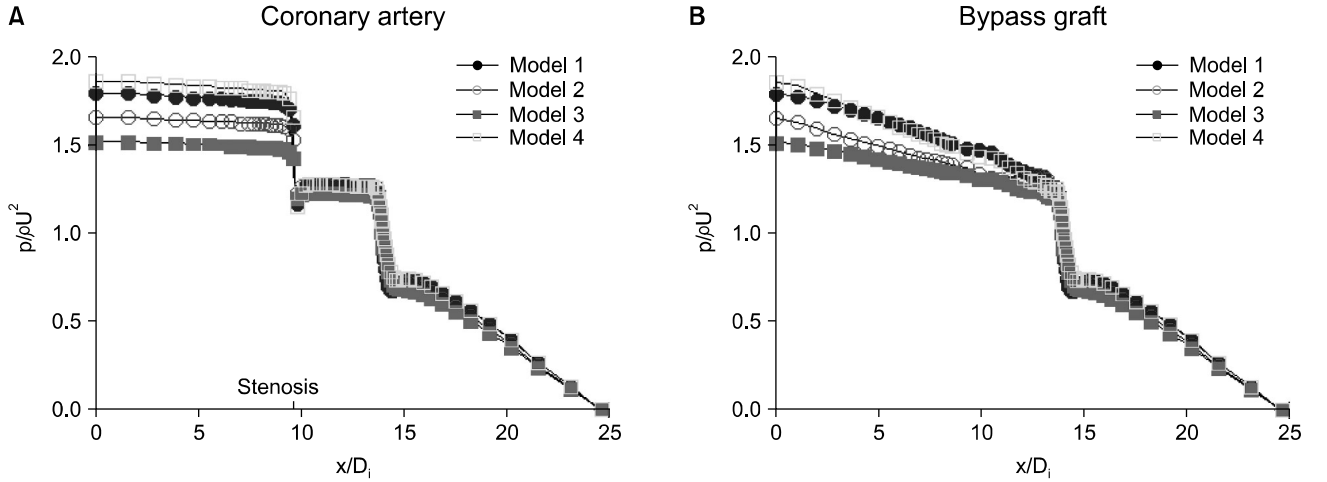 A
Coronary artery
2.0
1.5
1.0
0.5
0.0
p/ρU²
Model 1
Model 2
Model 3
Model 4
Stenosis
0 5 10 15 20 25
x/Dᵢ
B
Bypass graft
2.0
1.5
1.0
0.5
0.0
p/ρU²
Model 1
Model 2
Model 3
Model 4
0 5 10 15 20 25
x/Dᵢ